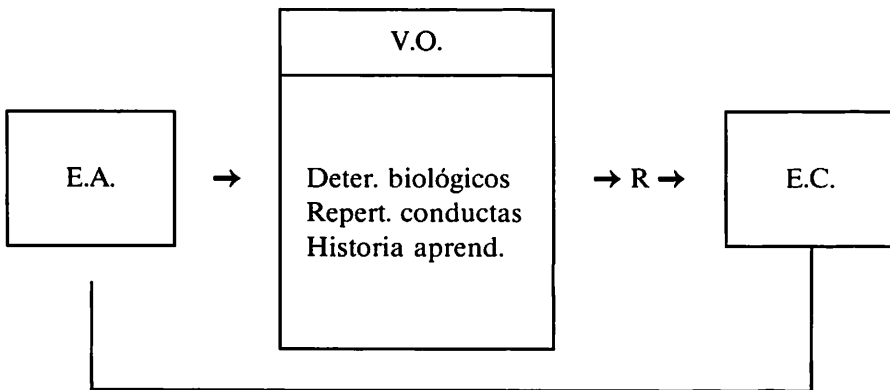 V.O.
E.A.
→
Deter. biológicos
Repert. conductas
Historia aprend.
→ R →
E.C.